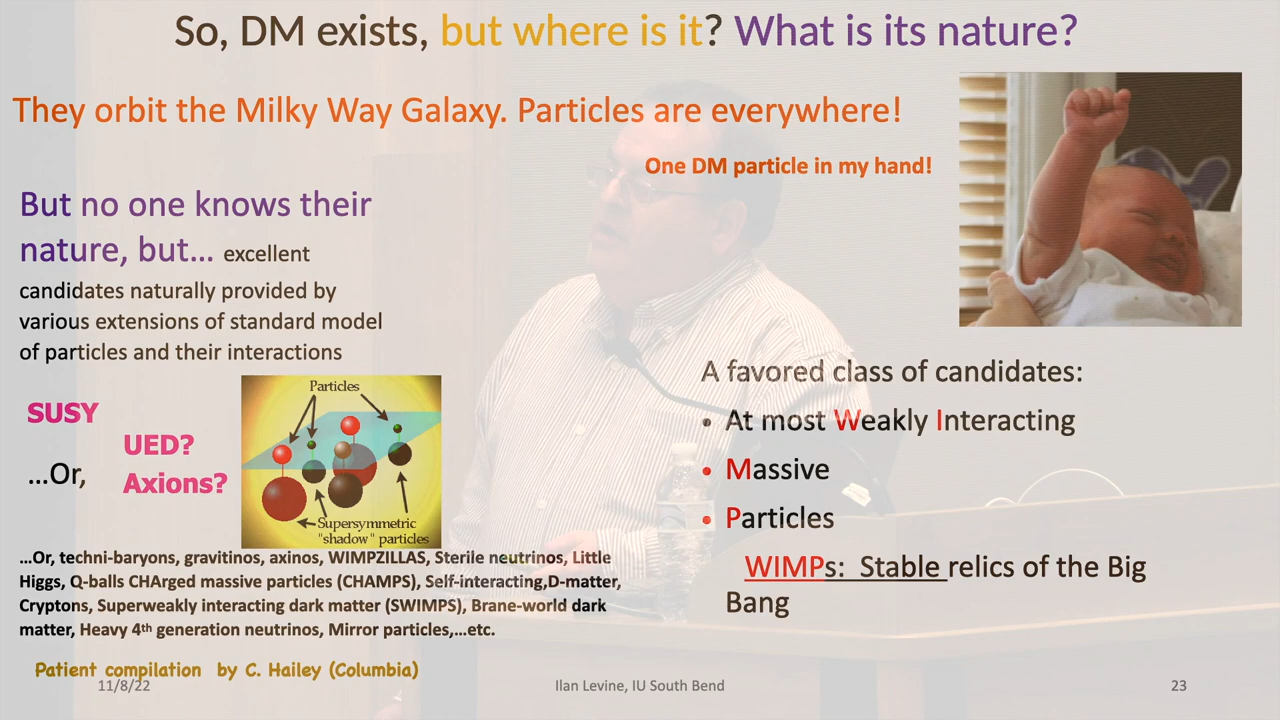 So, DM exists, but where is it? What is its nature?
They orbit the Milky Way Galaxy. Particles are everywhere!
One DM particle in my hand!
But no one knows their
nature, but... excellent
candidates naturally provided by
various extensions of standard model
of particles and their interactions
SUSY
UED?
...Or,
Axions?
Particles
Supersymmetric
"shadow" particles
...Or, techni-baryons, gravitinos, axinos, WIMPZILLAS, Sterile neutrinos, Little
Higgs, Q-balls CHArged massive particles (CHAMPS), Self-interacting,D-matter,
Cryptons, Superweakly interacting dark matter (SWIMPS), Brane-world dark
matter, Heavy 4th generation neutrinos, Mirror particles,...etc.
Patient compilation by C. Hailey (Columbia)
A favored class of candidates:
• At most Weakly Interacting
• Massive
• Particles
WIMPs: Stable relics of the Big
Bang
11/8/22
Ilan Levine, IU South Bend
23